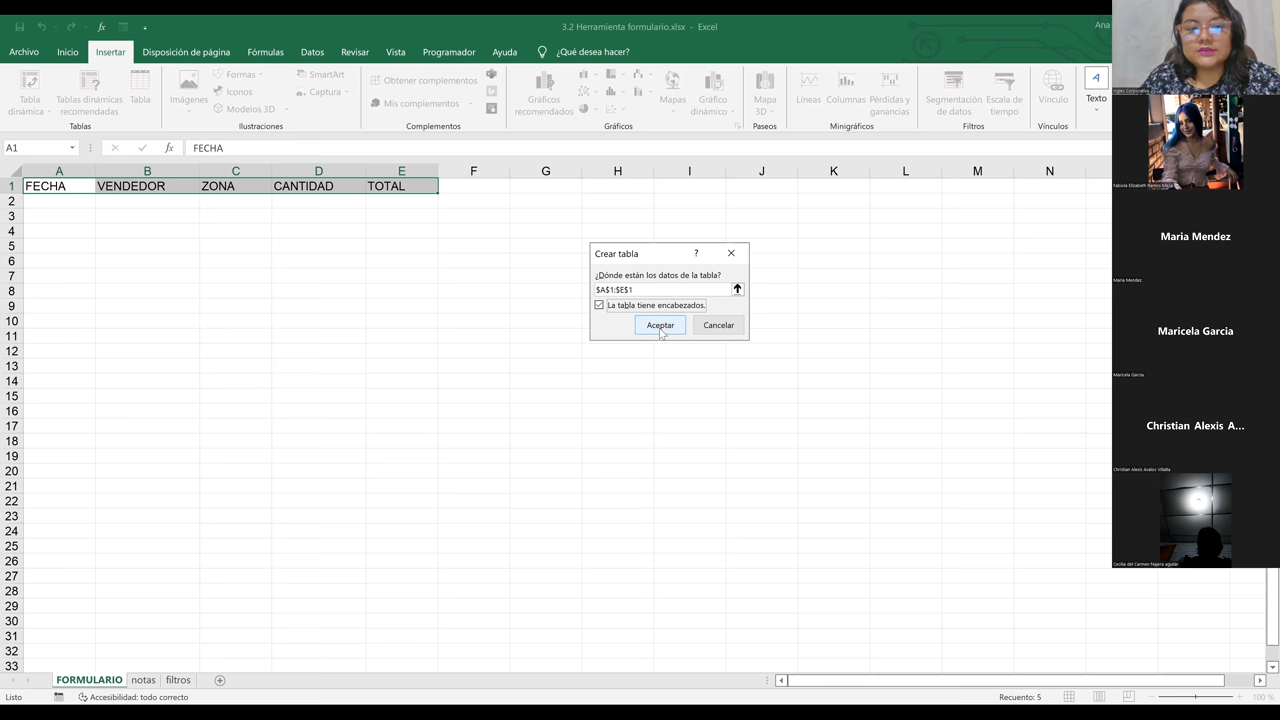 3.2 Herramienta formulario.xlsx - Excel
Ana
Archivo Inicio Insertar Disposición de página Fórmulas Datos Revisar Vista Programador Ayuda ¿Qué desea hacer?
Tabla dinámica
Tablas dinámicas recomendadas
Tabla
Imágenes
Formas
Iconos
Modelos 3D
SmartArt
Captura
Obtener complementos
Mis complementos
Gráficos recomendados
Mapas
Gráfico dinámico
Mapa 3D
Líneas
Columnas
Pérdidas y ganancias
Segmentación de datos
Escala de tiempo
Vínculo
Texto
Tablas Ilustraciones Complementos Gráficos Paseos Minigráficos Filtros Vínculos
A1 fx FECHA
A B C D E F G H I J K L M N
1 FECHA VENDEDOR ZONA CANTIDAD TOTAL
2
3
4
5
6
7
8
9
10
11
12
13
14
15
16
17
18
19
20
21
22
23
24
25
26
27
28
29
30
31
32
33
Crear tabla ?
¿Dónde están los datos de la tabla?
$A$1:$E$1
La tabla tiene encabezados.
Aceptar Cancelar
FORMULARIO notas filtros
Listo Accesibilidad: todo correcto Recuento: 5 100 %
Ingles Corporativo
Fabiola Elizabeth Ramos Mejia
Maria Mendez
Maria Mendez
Maricela Garcia
Maricela Garcia
Christian Alexis A...
Christian Alexis Avalos Villalta
Cecilia del Carmen Najera aguilar